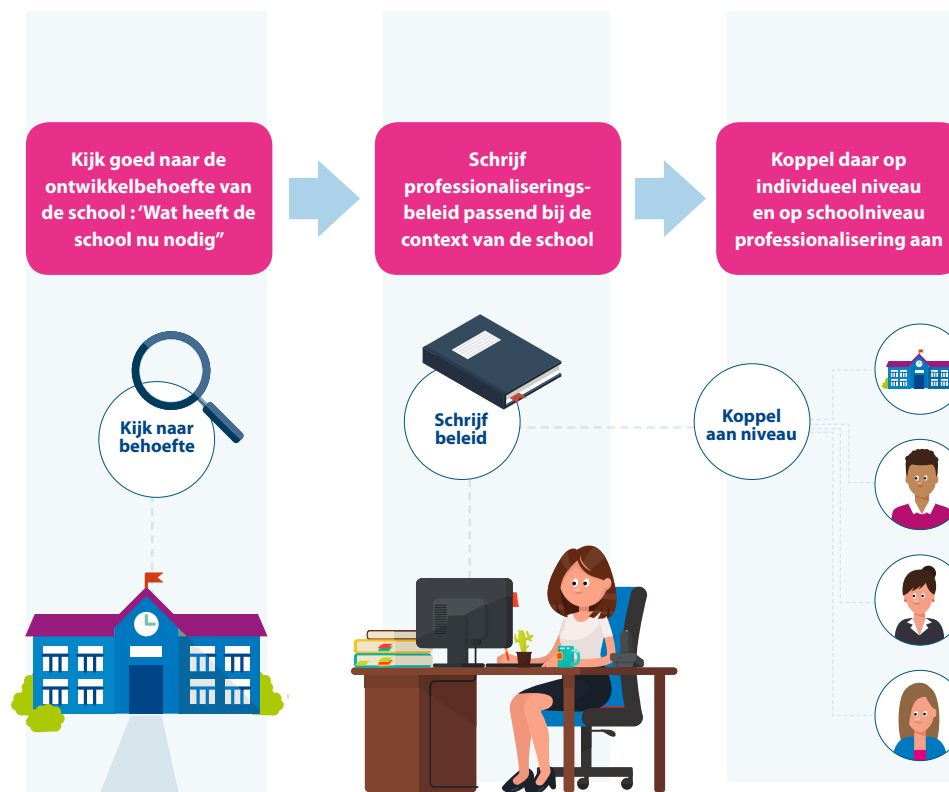 Kijk goed naar de
ontwikkelbehoefte van
de school : ‘Wat heeft de
school nu nodig”
Schrijf
professionaliserings-
beleid passend bij de
context van de school
Koppel daar op
individueel niveau
en op schoolniveau
professionalisering aan
Kijk naar
behoefte
Schrijf
beleid
Koppel
aan niveau